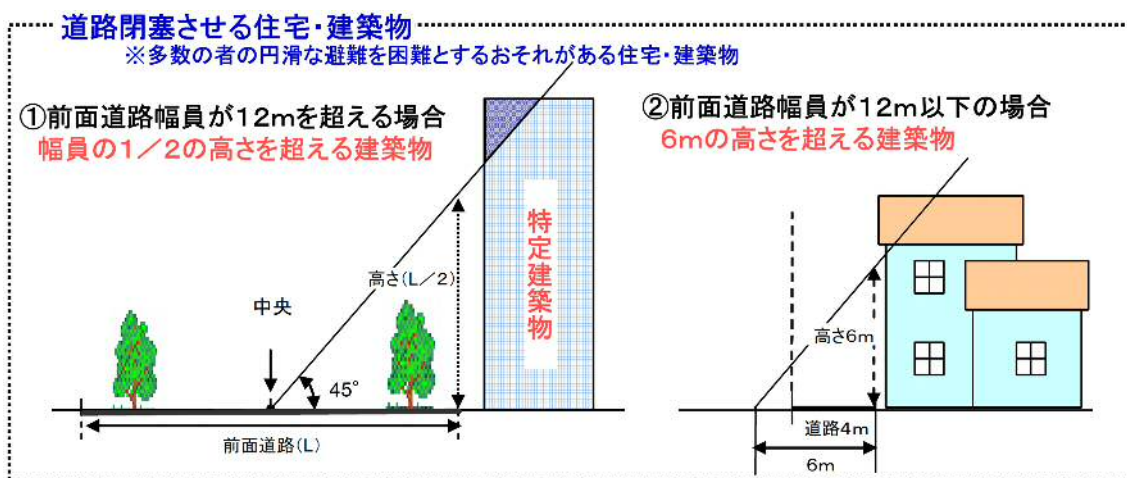 道路閉塞させる住宅・建築物
※多数の者の円滑な避難を困難とするおそれがある住宅・建築物
①前面道路幅員が12mを超える場合
幅員の1/2の高さを超える建築物
特定建築物
高さ(L/2)
中央
45°
前面道路(L)
②前面道路幅員が12m以下の場合
6mの高さを超える建築物
高さ6m
道路4m
6m